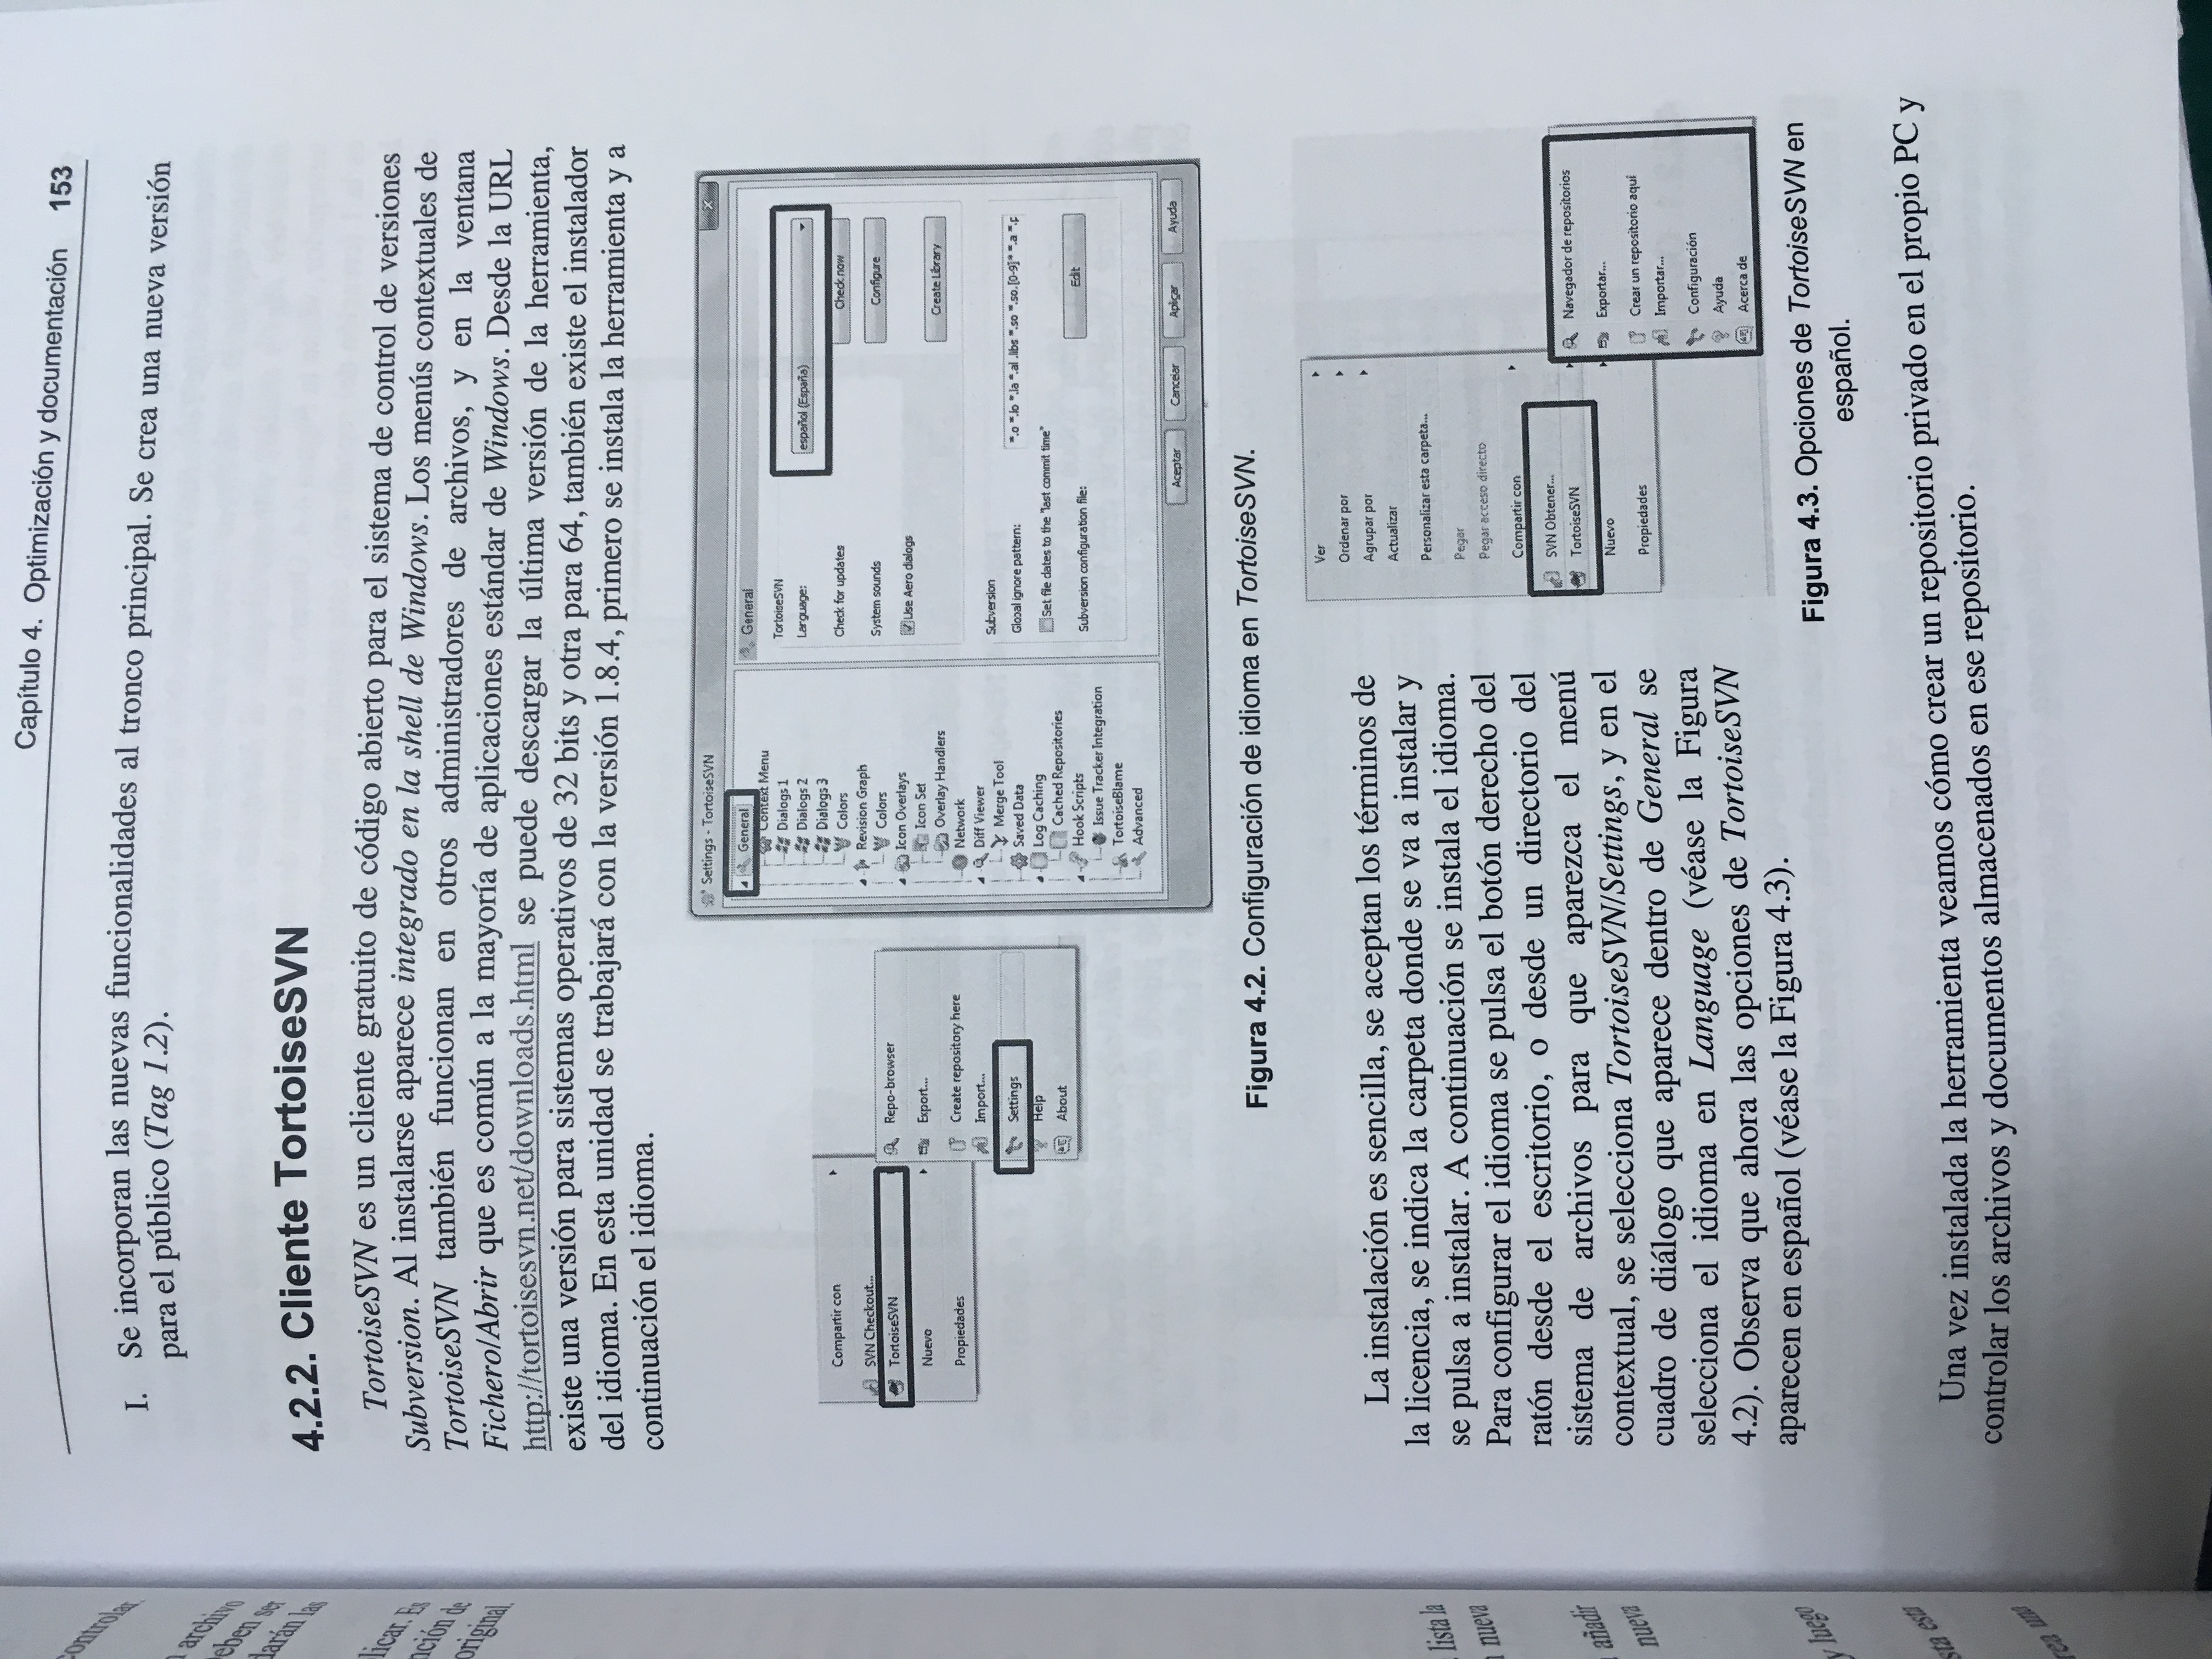 Capítulo 4. Optimización y documentación 153
I. Se incorporan las nuevas funcionalidades al tronco principal. Se crea una nueva versión
para el público (Tag 1.2).
4.2.2. Cliente TortoiseSVN
TortoiseSVN es un cliente gratuito de código abierto para el sistema de control de versiones
Subversion. Al instalarse aparece integrado en la shell de Windows. Los menús contextuales de
TortoiseSVN también funcionan en otros administradores de archivos, y en la ventana
Fichero/Abrir que es común a la mayoría de aplicaciones estándar de Windows. Desde la URL
http://tortoisesvn.net/downloads.html se puede descargar la última versión de la herramienta,
existe una versión para sistemas operativos de 32 bits y otra para 64, también existe el instalador
del idioma. En esta unidad se trabajará con la versión 1.8.4, primero se instala la herramienta y a
continuación el idioma.
Compartir con
SVN Checkout...
TortoiseSVN
Nuevo
Propiedades
Repo-browser
Export...
Create repository here
Import...
Settings
Help
About
Settings - TortoiseSVN
General
Context Menu
Dialogs 1
Dialogs 2
Dialogs 3
Colors
Revision Graph
Colors
Icon Overlays
Icon Set
Overlay Handlers
Network
Diff Viewer
Merge Tool
Saved Data
Log Caching
Cached Repositories
Hook Scripts
Issue Tracker Integration
TortoiseBlame
Advanced
General
TortoiseSVN
Language: español (España)
Check for updates Check now
System sounds Configure
Use Aero dialogs
Create Library
Subversion
Global ignore pattern: *.o *.lo *.la *.al .libs *.so *.so.[0-9]* *.a *.p
Set file dates to the "last commit time"
Subversion configuration file: Edit
Aceptar Cancelar Aplicar Ayuda
Figura 4.2. Configuración de idioma en TortoiseSVN.
La instalación es sencilla, se aceptan los términos de
la licencia, se indica la carpeta donde se va a instalar y
se pulsa a instalar. A continuación se instala el idioma.
Para configurar el idioma se pulsa el botón derecho del
ratón desde el escritorio, o desde un directorio del
sistema de archivos para que aparezca el menú
contextual, se selecciona TortoiseSVN/Settings, y en el
cuadro de diálogo que aparece dentro de General se
selecciona el idioma en Language (véase la Figura
4.2). Observa que ahora las opciones de TortoiseSVN
aparecen en español (véase la Figura 4.3).
Ver
Ordenar por
Agrupar por
Actualizar
Personalizar esta carpeta...
Pegar
Pegar acceso directo
Compartir con
SVN Obtener...
TortoiseSVN
Nuevo
Propiedades
Navegador de repositorios
Exportar...
Crear un repositorio aquí
Importar...
Configuración
Ayuda
Acerca de
Figura 4.3. Opciones de TortoiseSVN en
español.
Una vez instalada la herramienta veamos cómo crear un repositorio privado en el propio PC y
controlar los archivos y documentos almacenados en ese repositorio.
controlar
archivo
deben ser
darán las
original
lista la
nueva
añadir
nueva
y luego